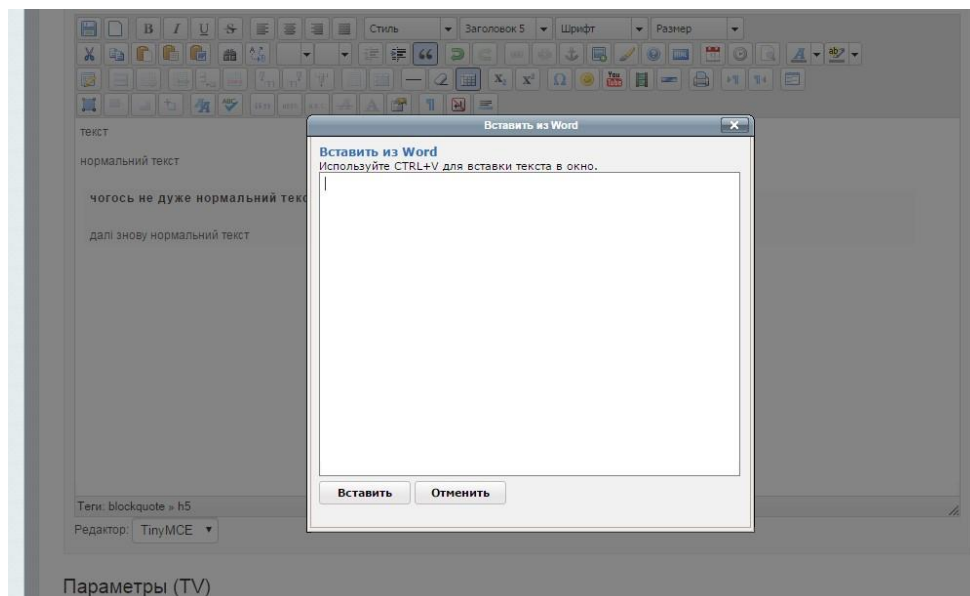 Стиль Заголовок 5 Шрифт Размер
текст
Вставить из Word
нормальний текст
Вставить из Word
Используйте CTRL+V для вставки текста в окно.
чогось не дуже нормальний текс
далі знову нормальний текст
Вставить Отменить
Теги: blockquote » h5
Редактор: TinyMCE
Параметры (TV)